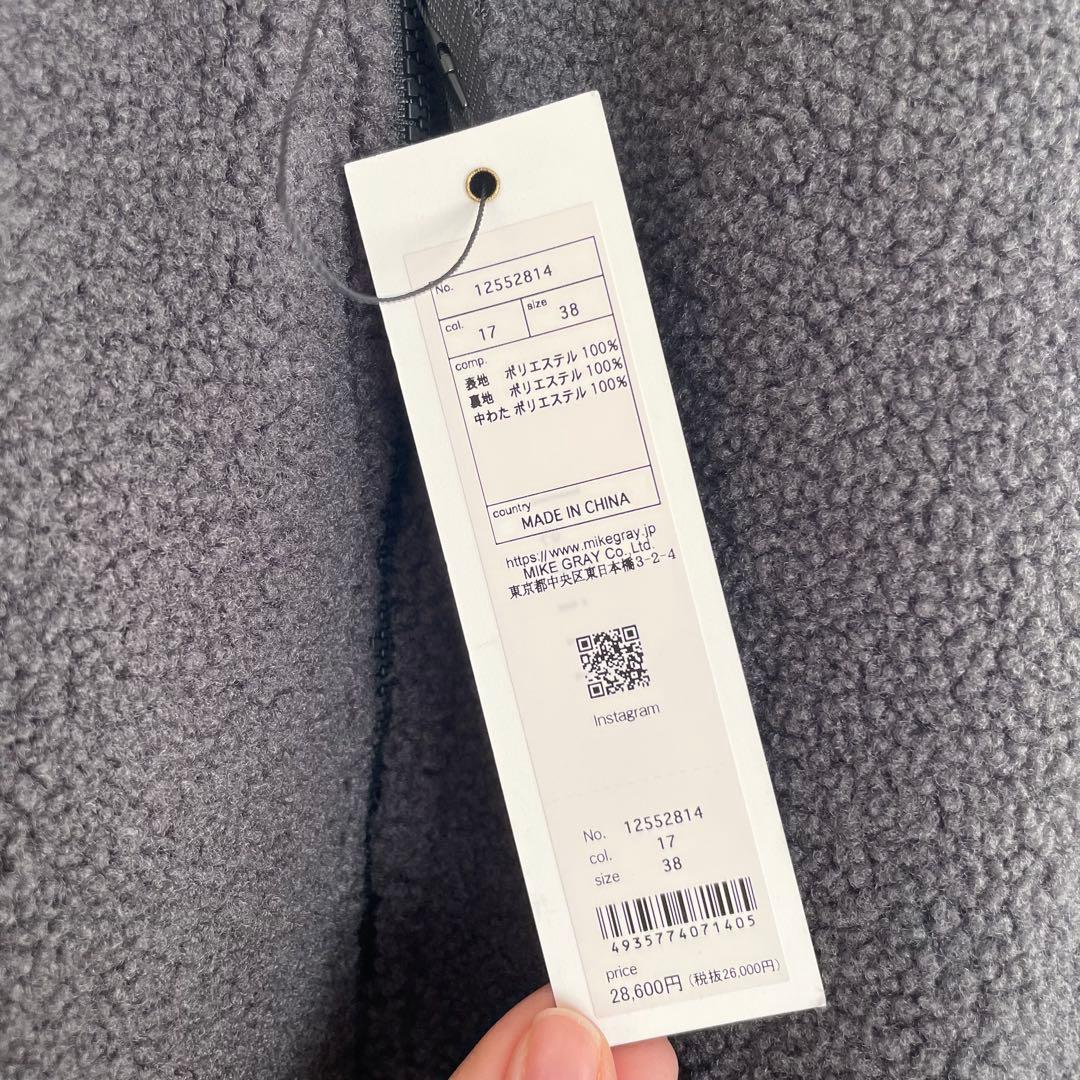 No. 12552814
col. 17 size 38
comp.
表地 ポリエステル 100%
裏地 ポリエステル 100%
中わた ポリエステル 100%
country
MADE IN CHINA
https://www.mikegray.jp
MIKE GRAY Co., Ltd.
東京都中央区東日本橋3-2-4
Instagram
No. 12552814
col. 17
size 38
4935774071405
price
28,600円 (税抜26,000円)